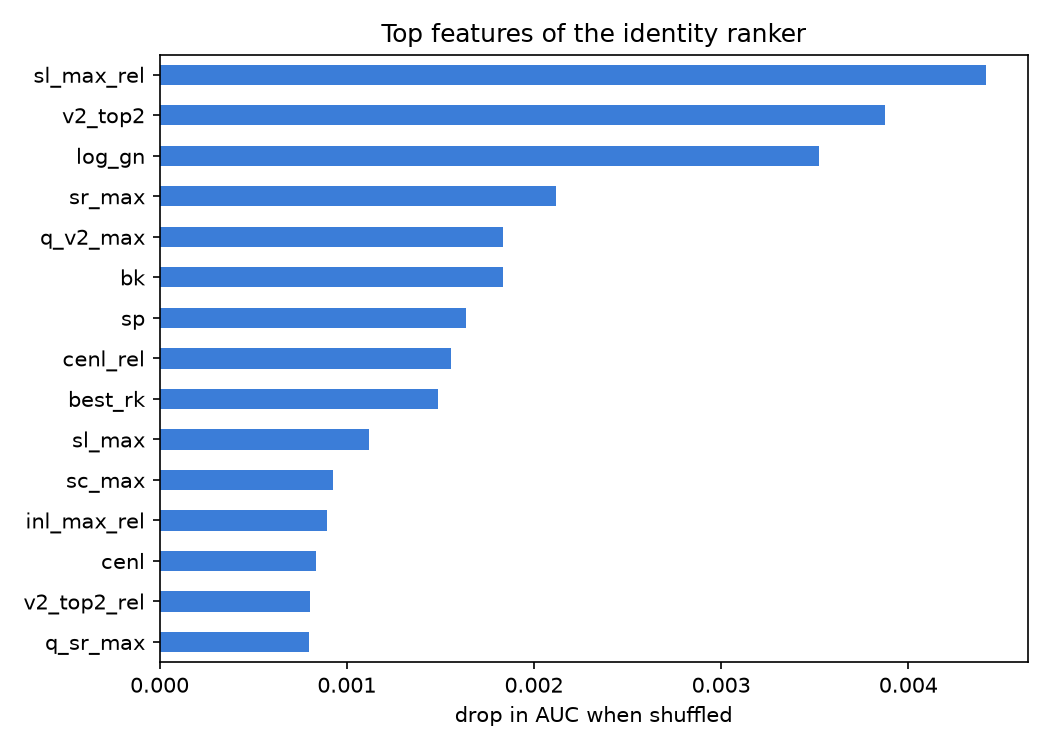 Top features of the identity ranker
sl_max_rel
v2_top2
log_gn
sr_max
q_v2_max
bk
sp
cenl_rel
best_rk
sl_max
sc_max
inl_max_rel
cenl
v2_top2_rel
q_sr_max
0.000 0.001 0.002 0.003 0.004
drop in AUC when shuffled